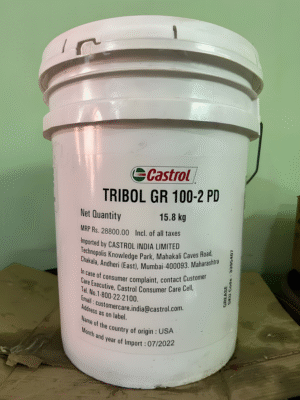 Castrol
TRIBOL GR 100-2 PD
Net Quantity 15.8 kg
MRP Rs. 28800.00 Incl. of all taxes
Imported by CASTROL INDIA LIMITED
Technopolis Knowledge Park, Mahakali Caves Road,
Chakala, Andheri (East), Mumbai 400093. Maharashtra
In case of consumer complaint, contact Customer
Care Executive, Castrol Consumer Care Cell,
Tel. No.1-800-22-2100.
Email : customercare.india@castrol.com.
Address as on label.
Name of the country of origin : USA
Month and year of Import : 07/2022
GREASE
SKU Code :